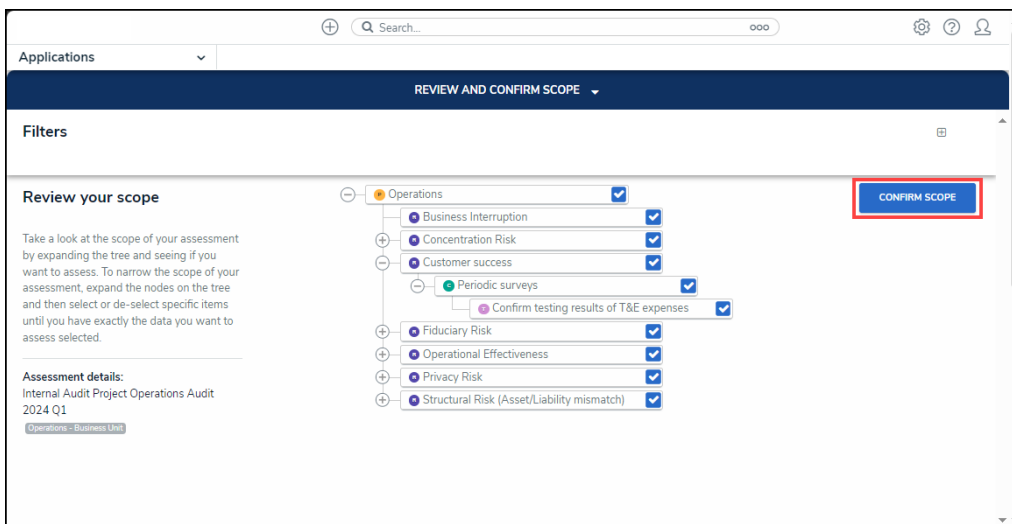 Search...
Applications
REVIEW AND CONFIRM SCOPE
Filters
Review your scope
Take a look at the scope of your assessment
by expanding the tree and seeing if you
want to assess. To narrow the scope of your
assessment, expand the nodes on the tree
and then select or de-select specific items
until you have exactly the data you want to
assess selected.
Assessment details:
Internal Audit Project Operations Audit
2024 Q1
Operations - Business Unit
Operations
R Business Interruption
R Concentration Risk
R Customer success
C Periodic surveys
Confirm testing results of T&E expenses
R Fiduciary Risk
R Operational Effectiveness
R Privacy Risk
R Structural Risk (Asset/Liability mismatch)
CONFIRM SCOPE